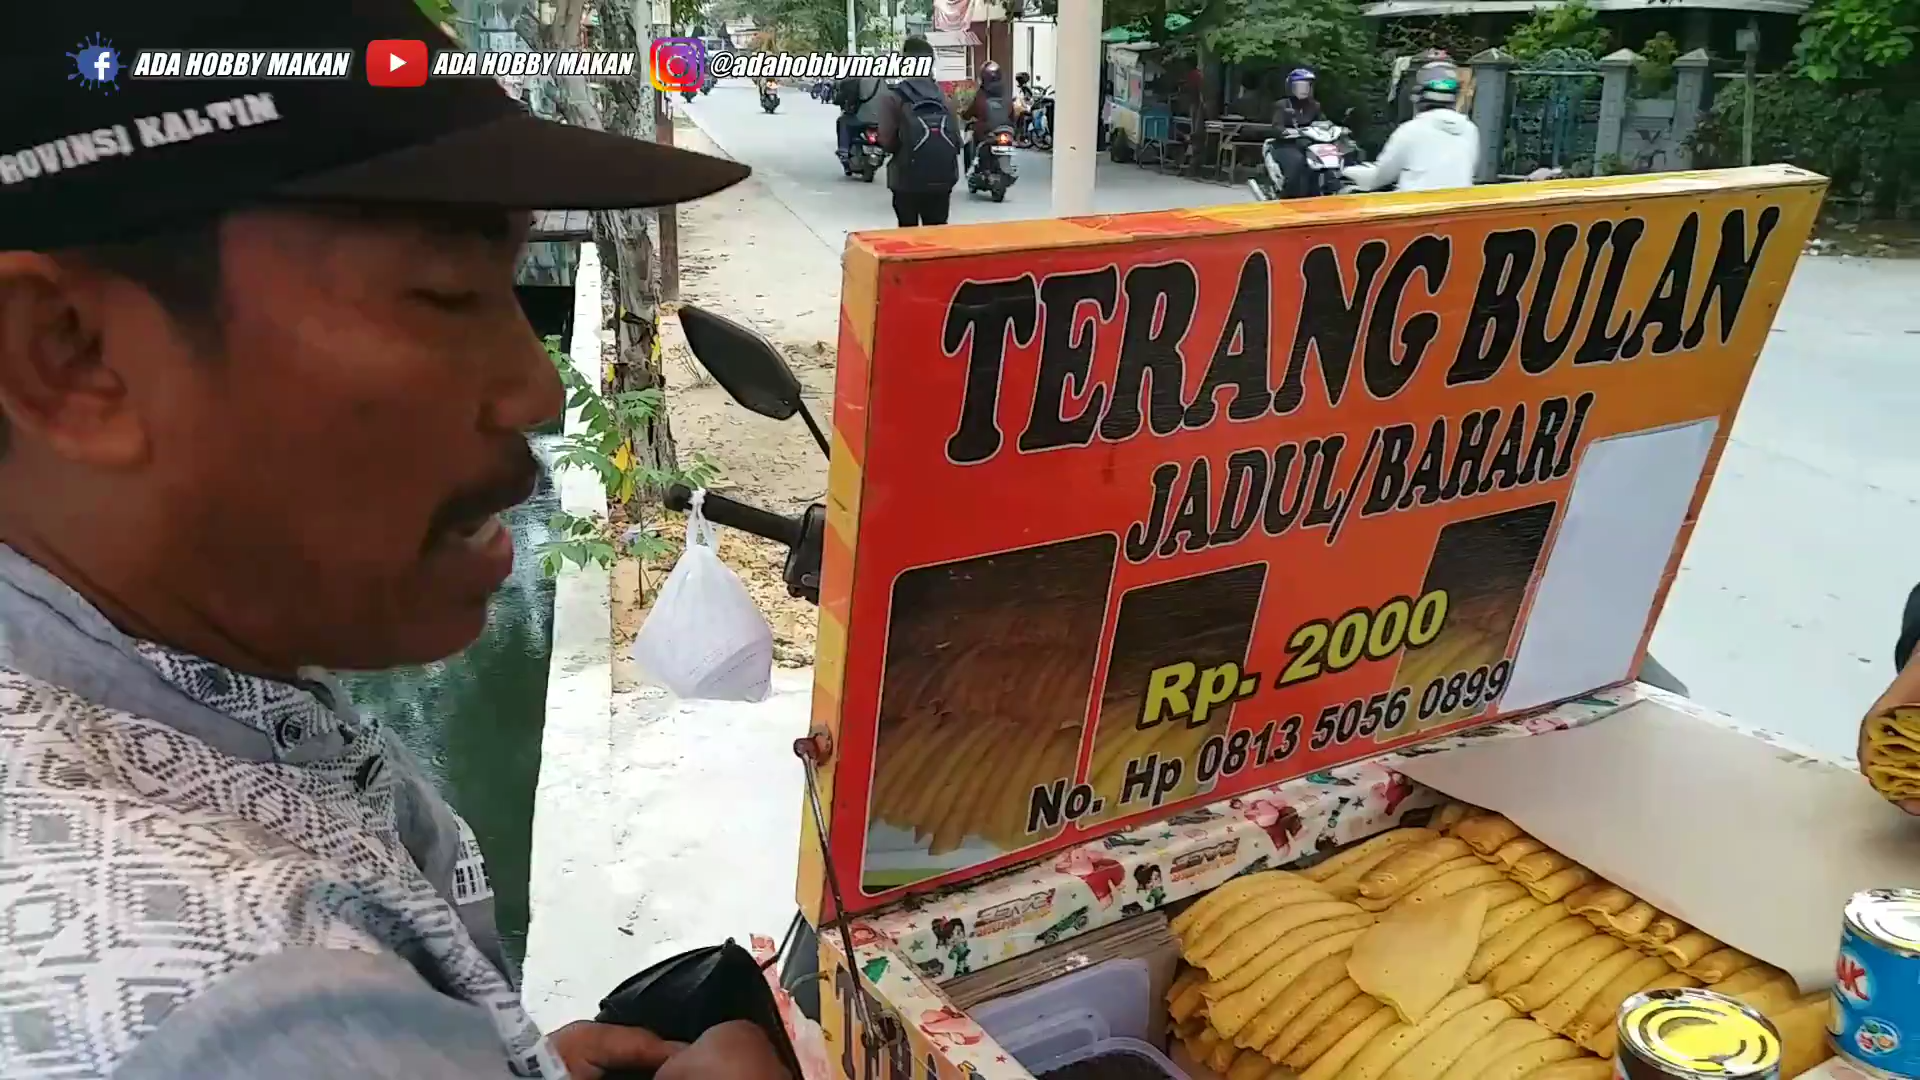 ADA HOBBY MAKAN ADA HOBBY MAKAN @adahobbymakan
ROVINSI KALTIM
TERANG BULAN
JADUL/BAHARI
Rp. 2000
No. Hp 0813 5056 0899